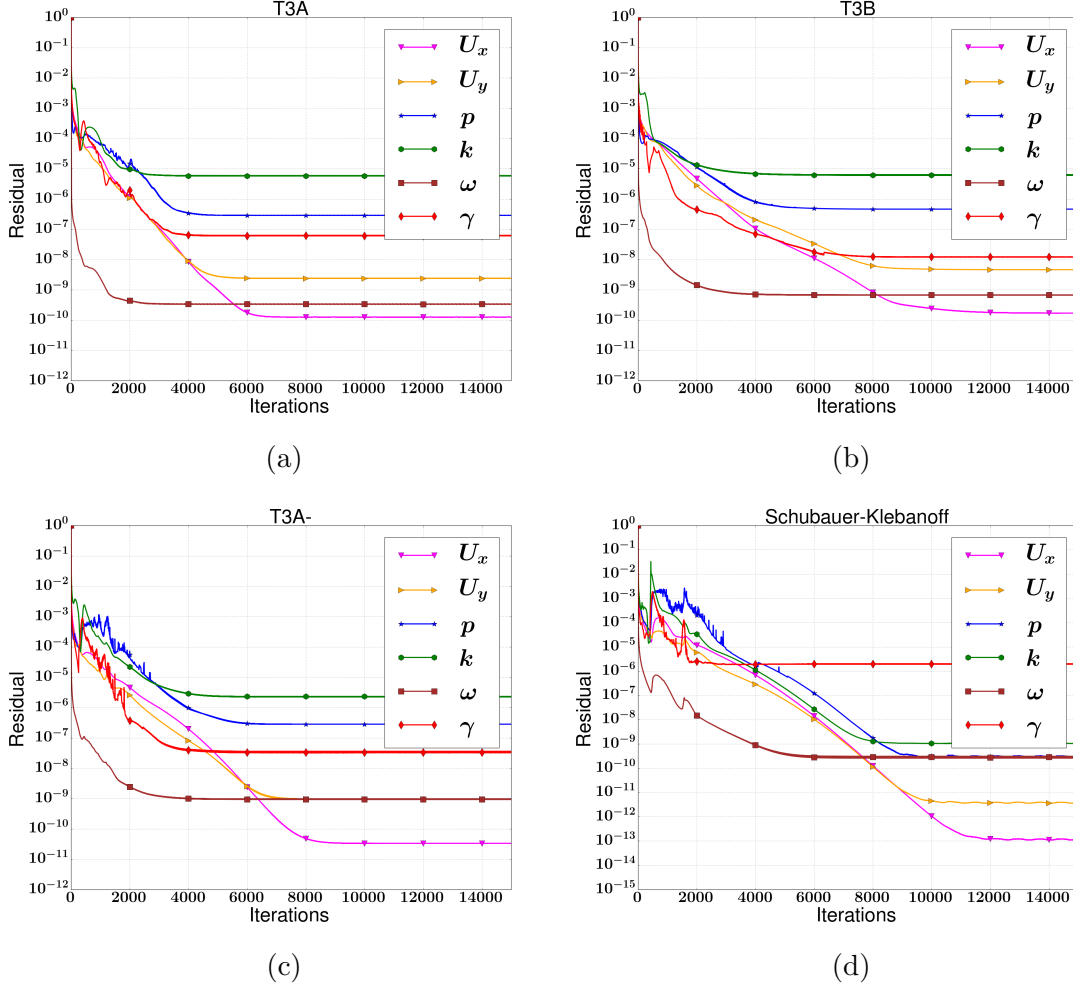 T3A
10^0
10^-1
10^-2
10^-3
10^-4
10^-5
10^-6
10^-7
10^-8
10^-9
10^-10
10^-11
10^-12
Residual
U_x
U_y
p
k
ω
γ
0 2000 4000 6000 8000 10000 12000 14000
Iterations
(a)
T3B
10^0
10^-1
10^-2
10^-3
10^-4
10^-5
10^-6
10^-7
10^-8
10^-9
10^-10
10^-11
10^-12
Residual
U_x
U_y
p
k
ω
γ
0 2000 4000 6000 8000 10000 12000 14000
Iterations
(b)
T3A-
10^0
10^-1
10^-2
10^-3
10^-4
10^-5
10^-6
10^-7
10^-8
10^-9
10^-10
10^-11
10^-12
Residual
U_x
U_y
p
k
ω
γ
0 2000 4000 6000 8000 10000 12000 14000
Iterations
(c)
Schubauer-Klebanoff
10^0
10^-1
10^-2
10^-3
10^-4
10^-5
10^-6
10^-7
10^-8
10^-9
10^-10
10^-11
10^-12
10^-13
10^-14
10^-15
Residual
U_x
U_y
p
k
ω
γ
0 2000 4000 6000 8000 10000 12000 14000
Iterations
(d)